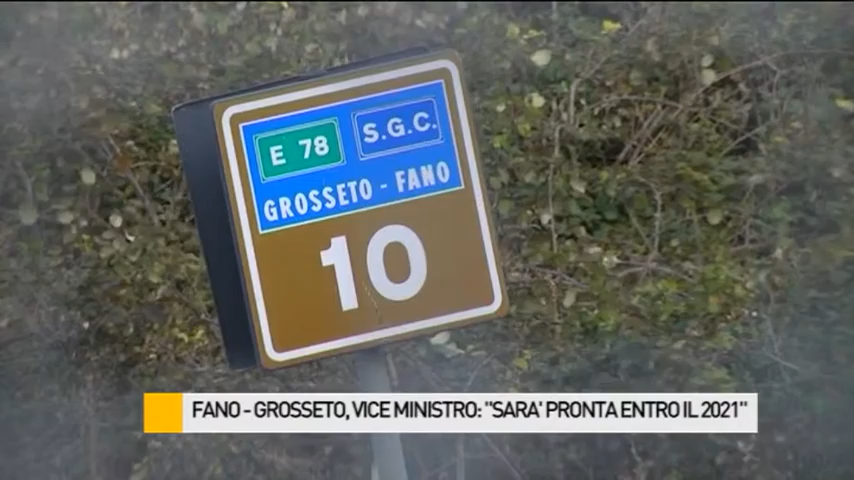 E 78
S.G.C.
GROSSETO - FANO
10
FANO - GROSSETO, VICE MINISTRO: "SARA' PRONTA ENTRO IL 2021"